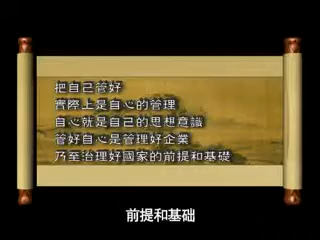 把自己管好
實際上是自心的管理
自心就是自己的思想意識
管好自心是管理好企業
乃至治理好國家的前提和基礎
前提和基础